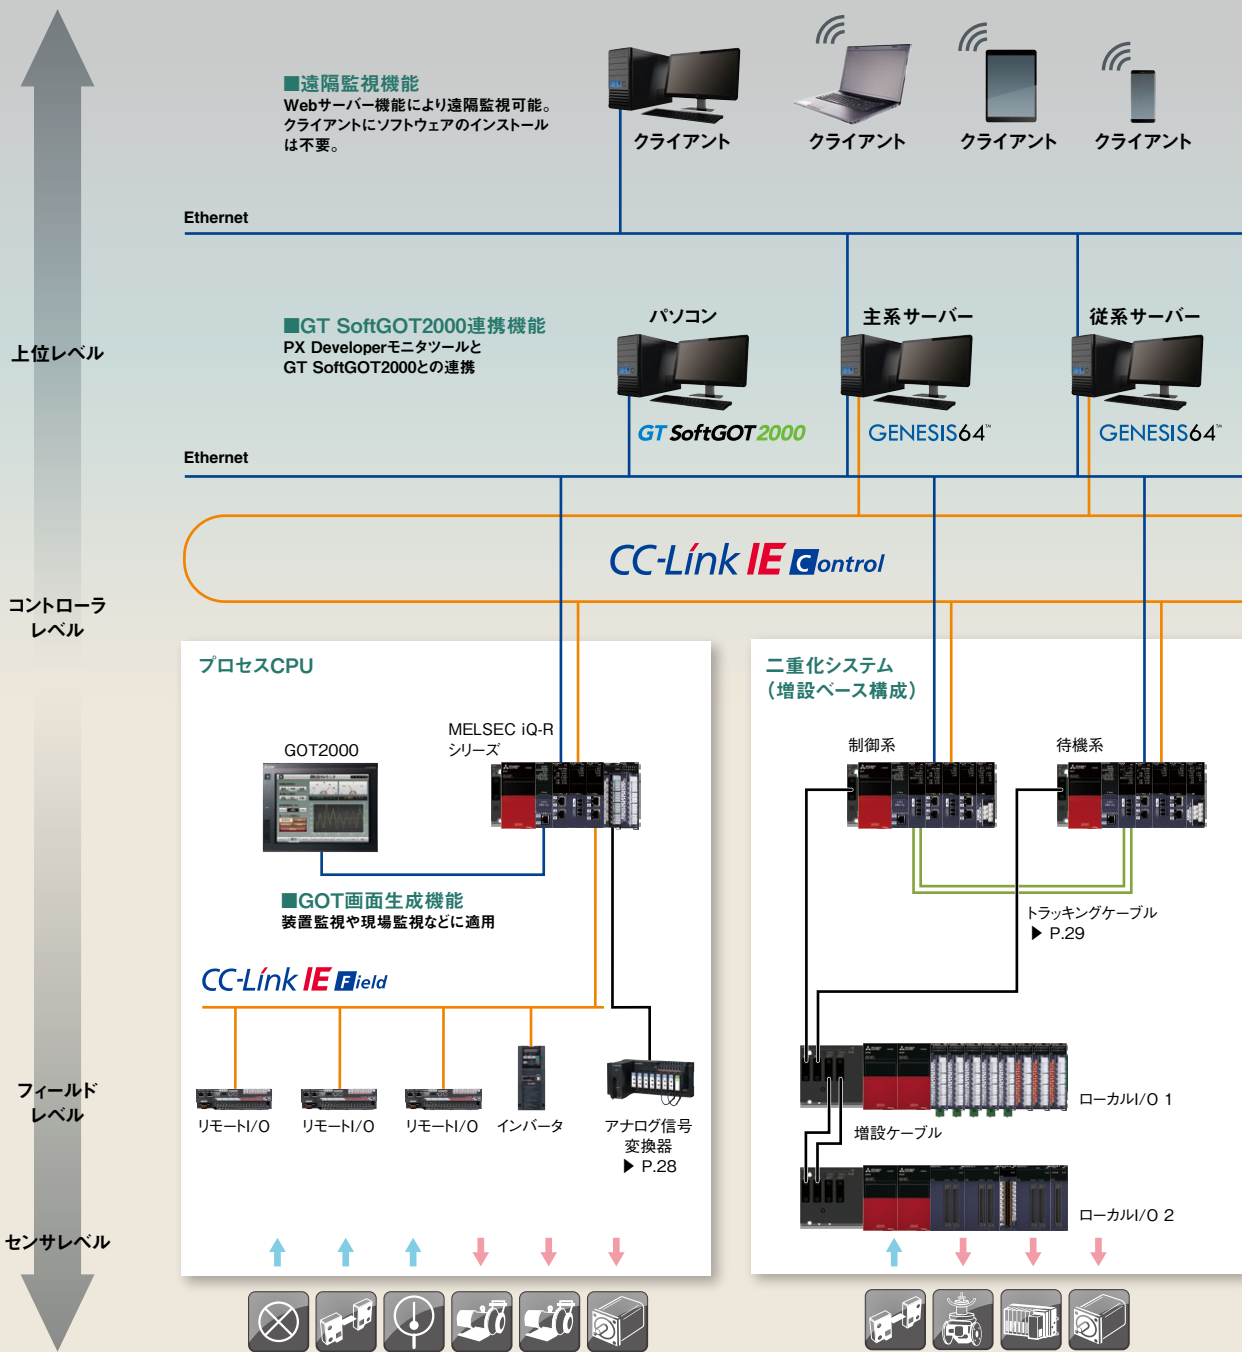 ■遠隔監視機能
Webサーバー機能により遠隔監視可能。
クライアントにソフトウェアのインストール
は不要。
クライアント
クライアント
クライアント
クライアント
Ethernet
上位レベル
■GT SoftGOT2000連携機能
PX Developerモニタツールと
GT SoftGOT2000との連携
パソコン
主系サーバー
従系サーバー
GT SoftGOT2000
GENESIS64™
GENESIS64™
Ethernet
CC-Link IE Control
コントローラ
レベル
プロセスCPU
GOT2000
MELSEC iQ-R
シリーズ
■GOT画面生成機能
装置監視や現場監視などに適用
CC-Link IE Field
リモートI/O
リモートI/O
リモートI/O
インバータ
アナログ信号
変換器
▶ P.28
二重化システム
（増設ベース構成）
制御系
待機系
トラッキングケーブル
▶ P.29
ローカルI/O 1
増設ケーブル
ローカルI/O 2
フィールド
レベル
センサレベル